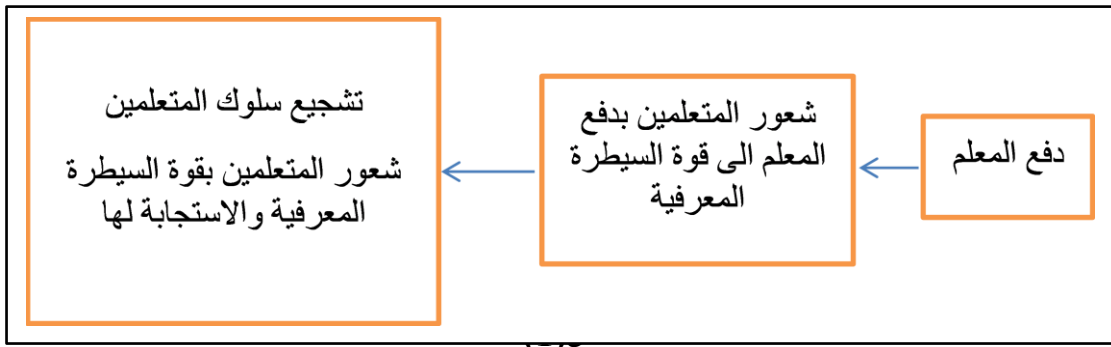 دفع المعلم
شعور المتعلمين بدفع
المعلم الى قوة السيطرة
المعرفية
تشجيع سلوك المتعلمين
شعور المتعلمين بقوة السيطرة
المعرفية والاستجابة لها